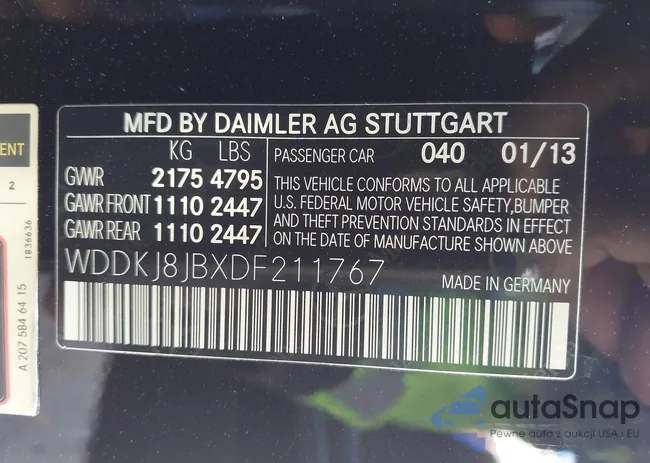 MFD BY DAIMLER AG STUTTGART
KG LBS
GWR 2175 4795
GAWR FRONT 1110 2447
GAWR REAR 1110 2447
PASSENGER CAR 040 01/13
THIS VEHICLE CONFORMS TO ALL APPLICABLE
U.S. FEDERAL MOTOR VEHICLE SAFETY,BUMPER
AND THEFT PREVENTION STANDARDS IN EFFECT
ON THE DATE OF MANUFACTURE SHOWN ABOVE
WDDKJ8JBXDF211767
MADE IN GERMANY
ENT
2
1836636
A 207 584 64 15
autaSnap
Pewne auto z aukcji USA i EU